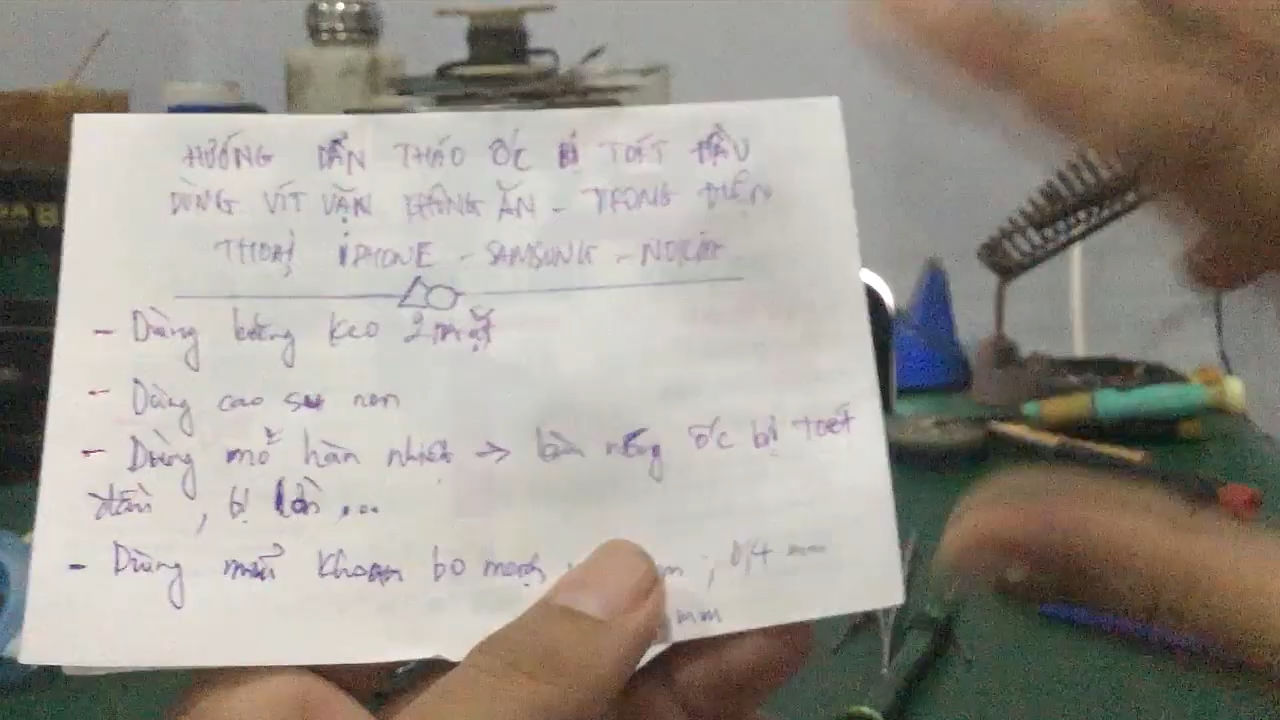 HƯỚNG DẪN THÁO ỐC BỊ TOÉT ĐẦU
DÙNG VÍT VẶN KHÔNG ĂN - TRONG ĐIỆN
THOẠI IPHONE - SAMSUNG - NOKIA
- Dùng băng keo 2 mặt
- Dùng cao su non
- Dùng mỏ hàn nhiệt → hàn nóng ốc bị toét
đầu, bị lờn, ...
- Dùng mũi khoan bo mạch ; 0,4 mm
mm